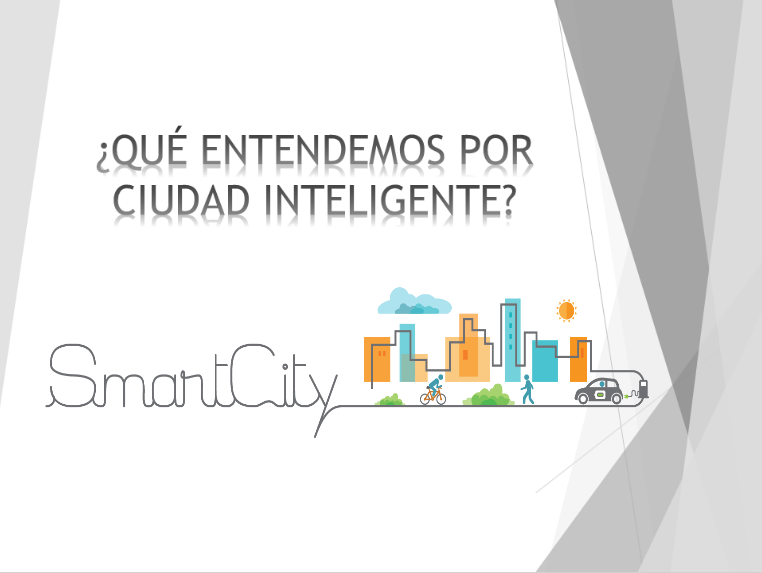 ¿QUÉ ENTENDEMOS POR
CIUDAD INTELIGENTE?
SmartCity